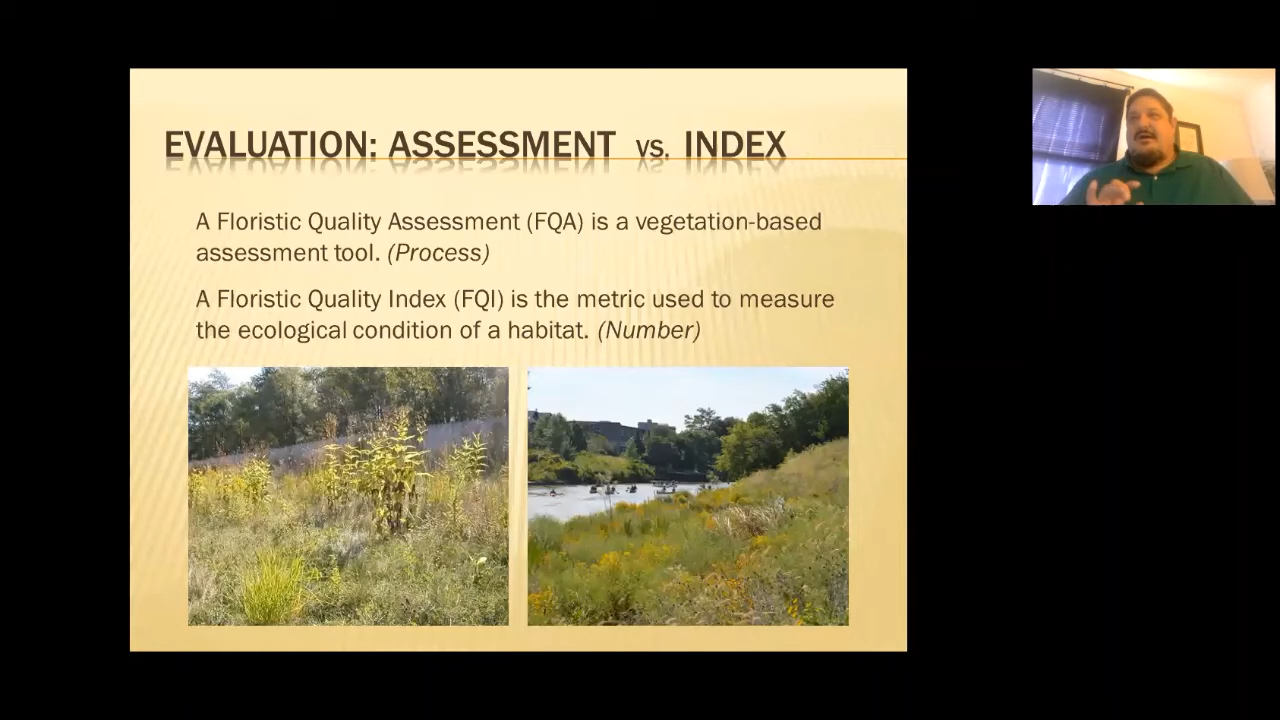 EVALUATION: ASSESSMENT vs. INDEX
A Floristic Quality Assessment (FQA) is a vegetation-based
assessment tool. (Process)
A Floristic Quality Index (FQI) is the metric used to measure
the ecological condition of a habitat. (Number)